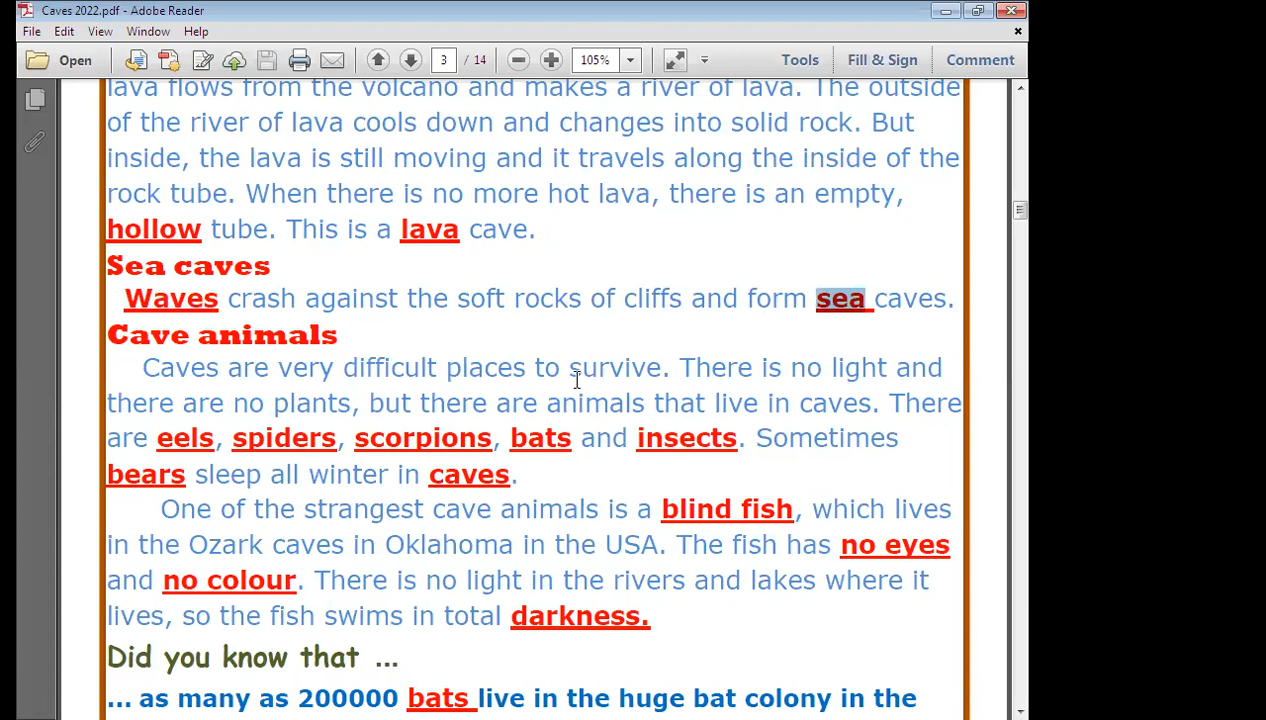 Caves 2022.pdf - Adobe Reader
File Edit View Window Help
Open 3 / 14 105% Tools Fill & Sign Comment
lava flows from the volcano and makes a river of lava. The outside
of the river of lava cools down and changes into solid rock. But
inside, the lava is still moving and it travels along the inside of the
rock tube. When there is no more hot lava, there is an empty,
hollow tube. This is a lava cave.
Sea caves
Waves crash against the soft rocks of cliffs and form sea caves.
Cave animals
Caves are very difficult places to survive. There is no light and
there are no plants, but there are animals that live in caves. There
are eels, spiders, scorpions, bats and insects. Sometimes
bears sleep all winter in caves.
One of the strangest cave animals is a blind fish, which lives
in the Ozark caves in Oklahoma in the USA. The fish has no eyes
and no colour. There is no light in the rivers and lakes where it
lives, so the fish swims in total darkness.
Did you know that ...
... as many as 200000 bats live in the huge bat colony in the